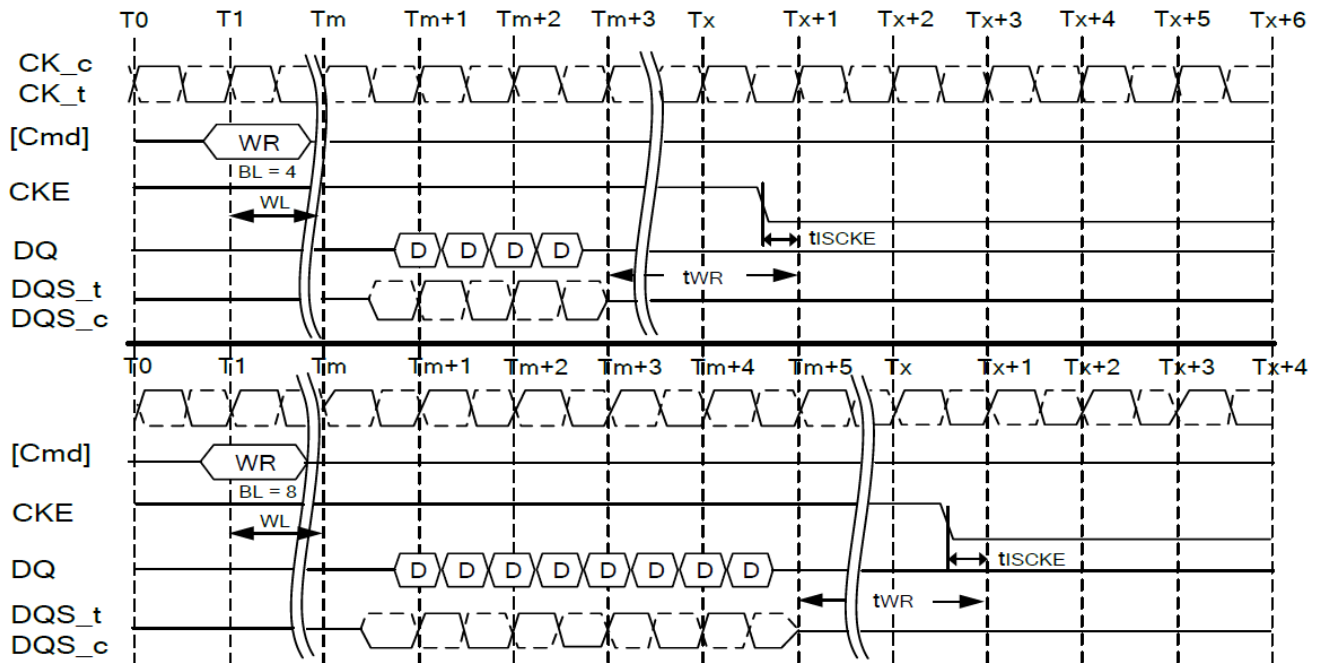 T0 T1 Tm Tm+1 Tm+2 Tm+3 Tx Tx+1 Tx+2 Tx+3 Tx+4 Tx+5 Tx+6
CK_c
CK_t
[Cmd] WR
BL = 4
CKE
WL
DQ D D D D tISCKE
tWR
DQS_t
DQS_c
T0 T1 Tm Tm+1 Tm+2 Tm+3 Tm+4 Tm+5 Tx Tx+1 Tx+2 Tx+3 Tx+4
[Cmd] WR
BL = 8
CKE
WL
DQ D D D D D D D D tISCKE
tWR
DQS_t
DQS_c